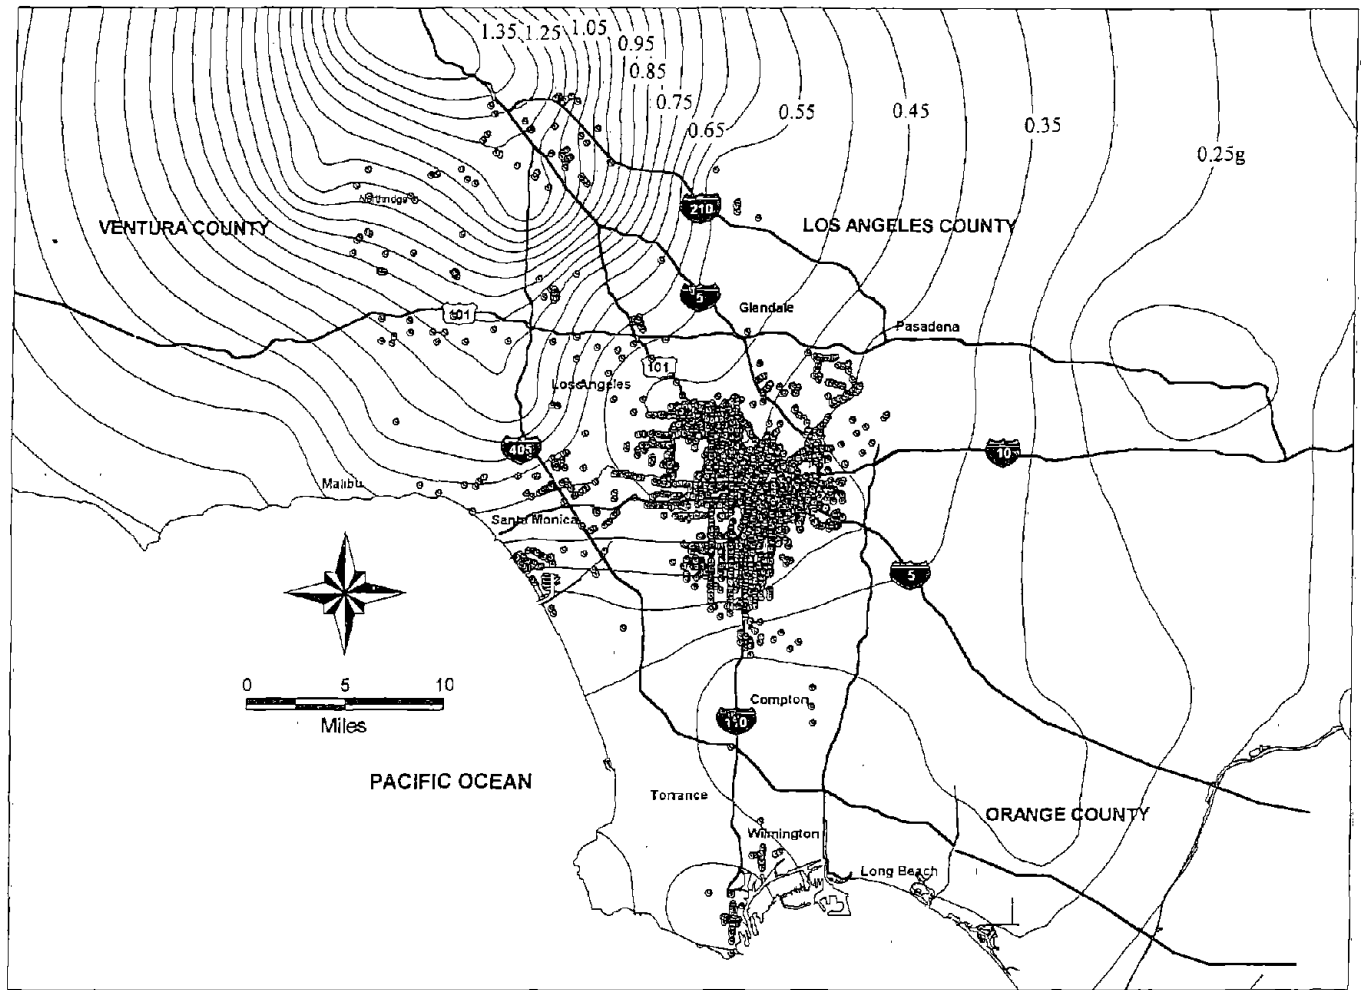 1.35
1.25
1.05
0.95
0.85
0.75
0.65
0.55
0.45
0.35
0.25g
Northridge
VENTURA COUNTY
210
LOS ANGELES COUNTY
5
Glendale
101
Pasadena
101
Los Angeles
405
10
Malibu
Santa Monica
5
0 5 10
Miles
Compton
110
PACIFIC OCEAN
Torrance
ORANGE COUNTY
Wilmington
Long Beach